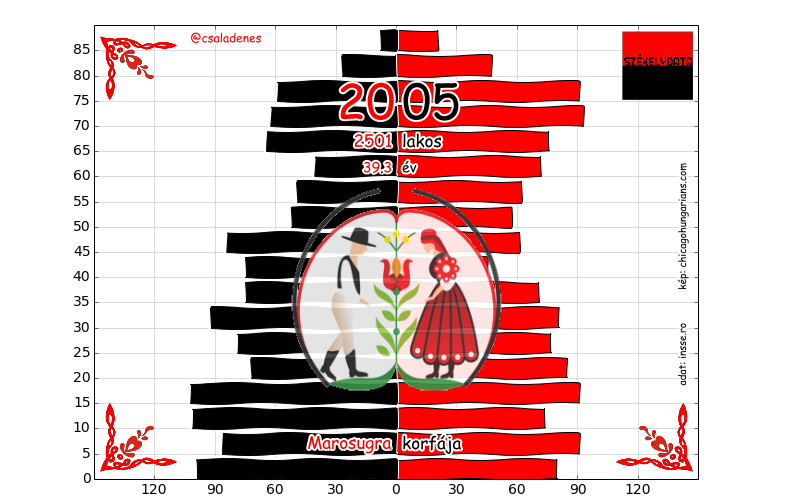 @csaladenes
SZÉKELYDATA
2005
2501 lakos
39.3 év
kép: chicagohungarians.com
adat: insse.ro
Marosugra korfája
85
80
75
70
65
60
55
50
45
40
35
30
25
20
15
10
5
0
120 90 60 30 0 30 60 90 120